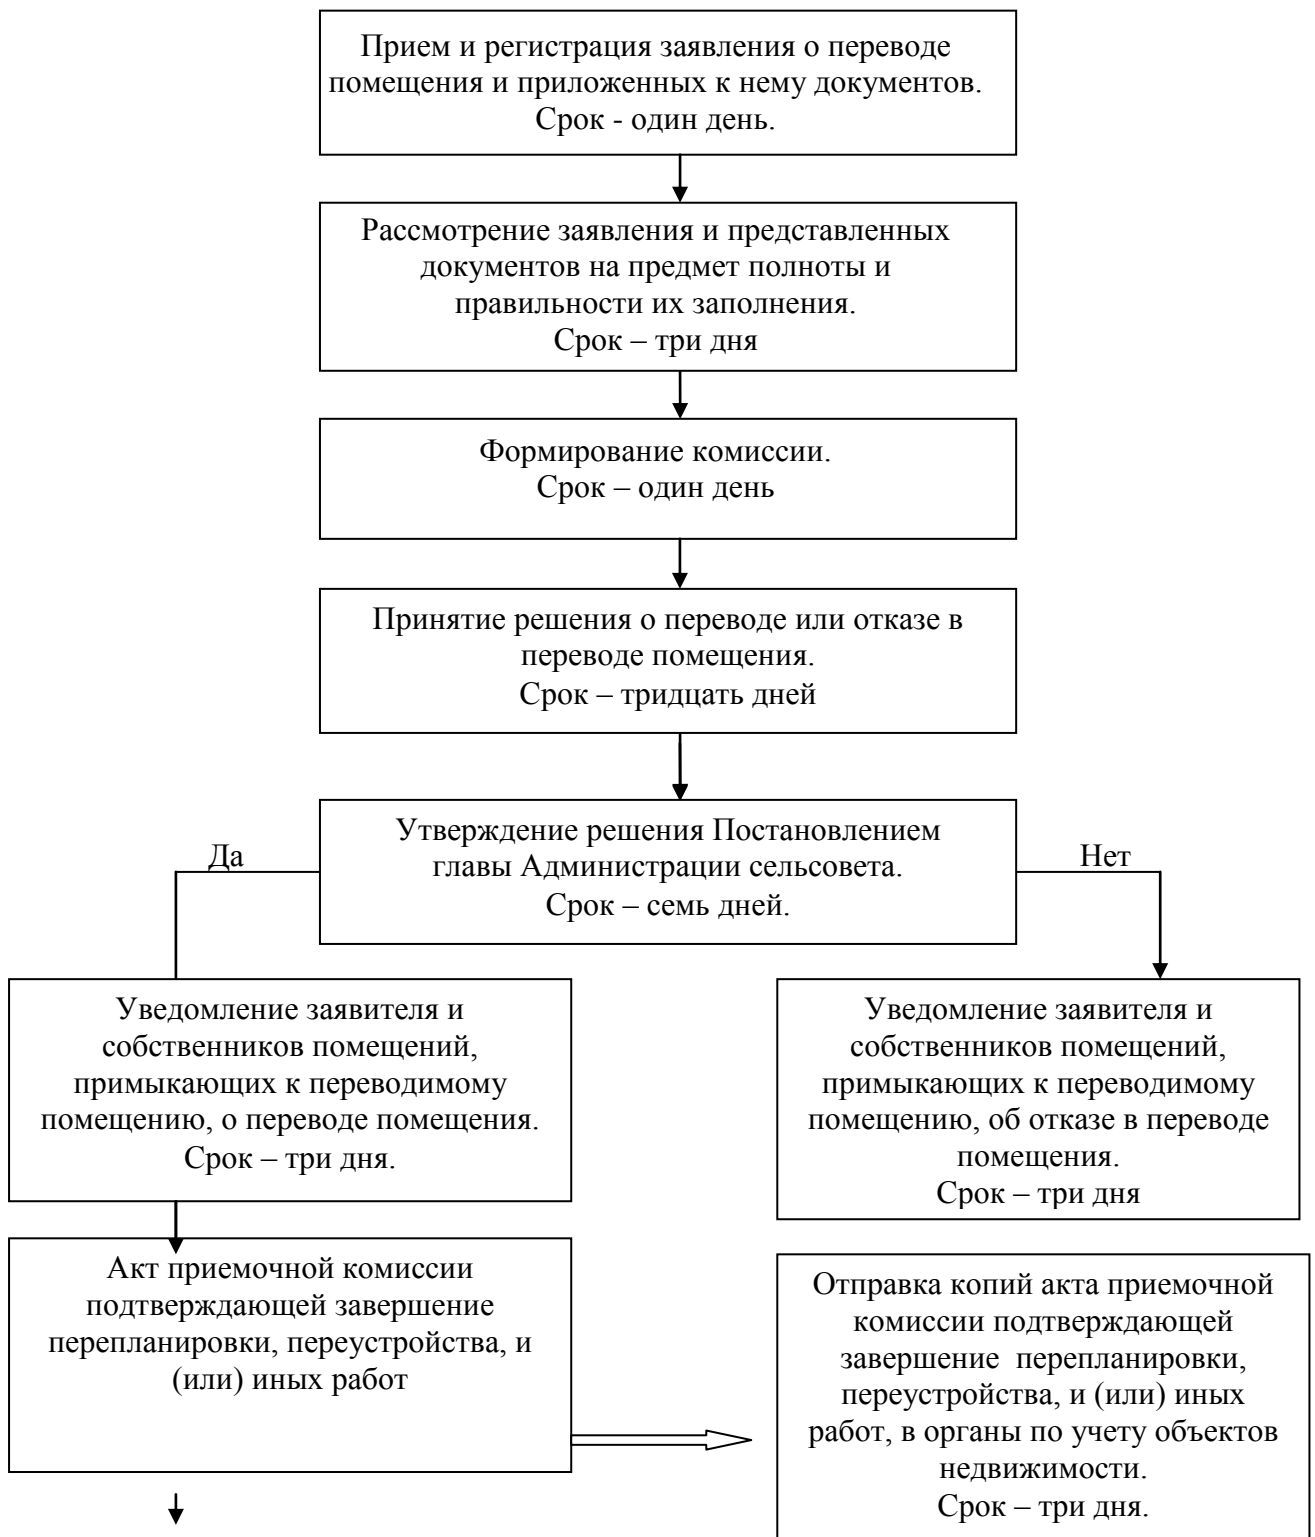 Прием и регистрация заявления о переводе
помещения и приложенных к нему документов.
Срок - один день.
Рассмотрение заявления и представленных
документов на предмет полноты и
правильности их заполнения.
Срок – три дня
Формирование комиссии.
Срок – один день
Принятие решения о переводе или отказе в
переводе помещения.
Срок – тридцать дней
Утверждение решения Постановлением
главы Администрации сельсовета.
Срок – семь дней.
Да
Нет
Уведомление заявителя и
собственников помещений,
примыкающих к переводимому
помещению, о переводе помещения.
Срок – три дня.
Уведомление заявителя и
собственников помещений,
примыкающих к переводимому
помещению, об отказе в переводе
помещения.
Срок – три дня
Акт приемочной комиссии
подтверждающей завершение
перепланировки, переустройства, и
(или) иных работ
Отправка копий акта приемочной
комиссии подтверждающей
завершение  перепланировки,
переустройства, и (или) иных
работ, в органы по учету объектов
недвижимости.
Срок – три дня.